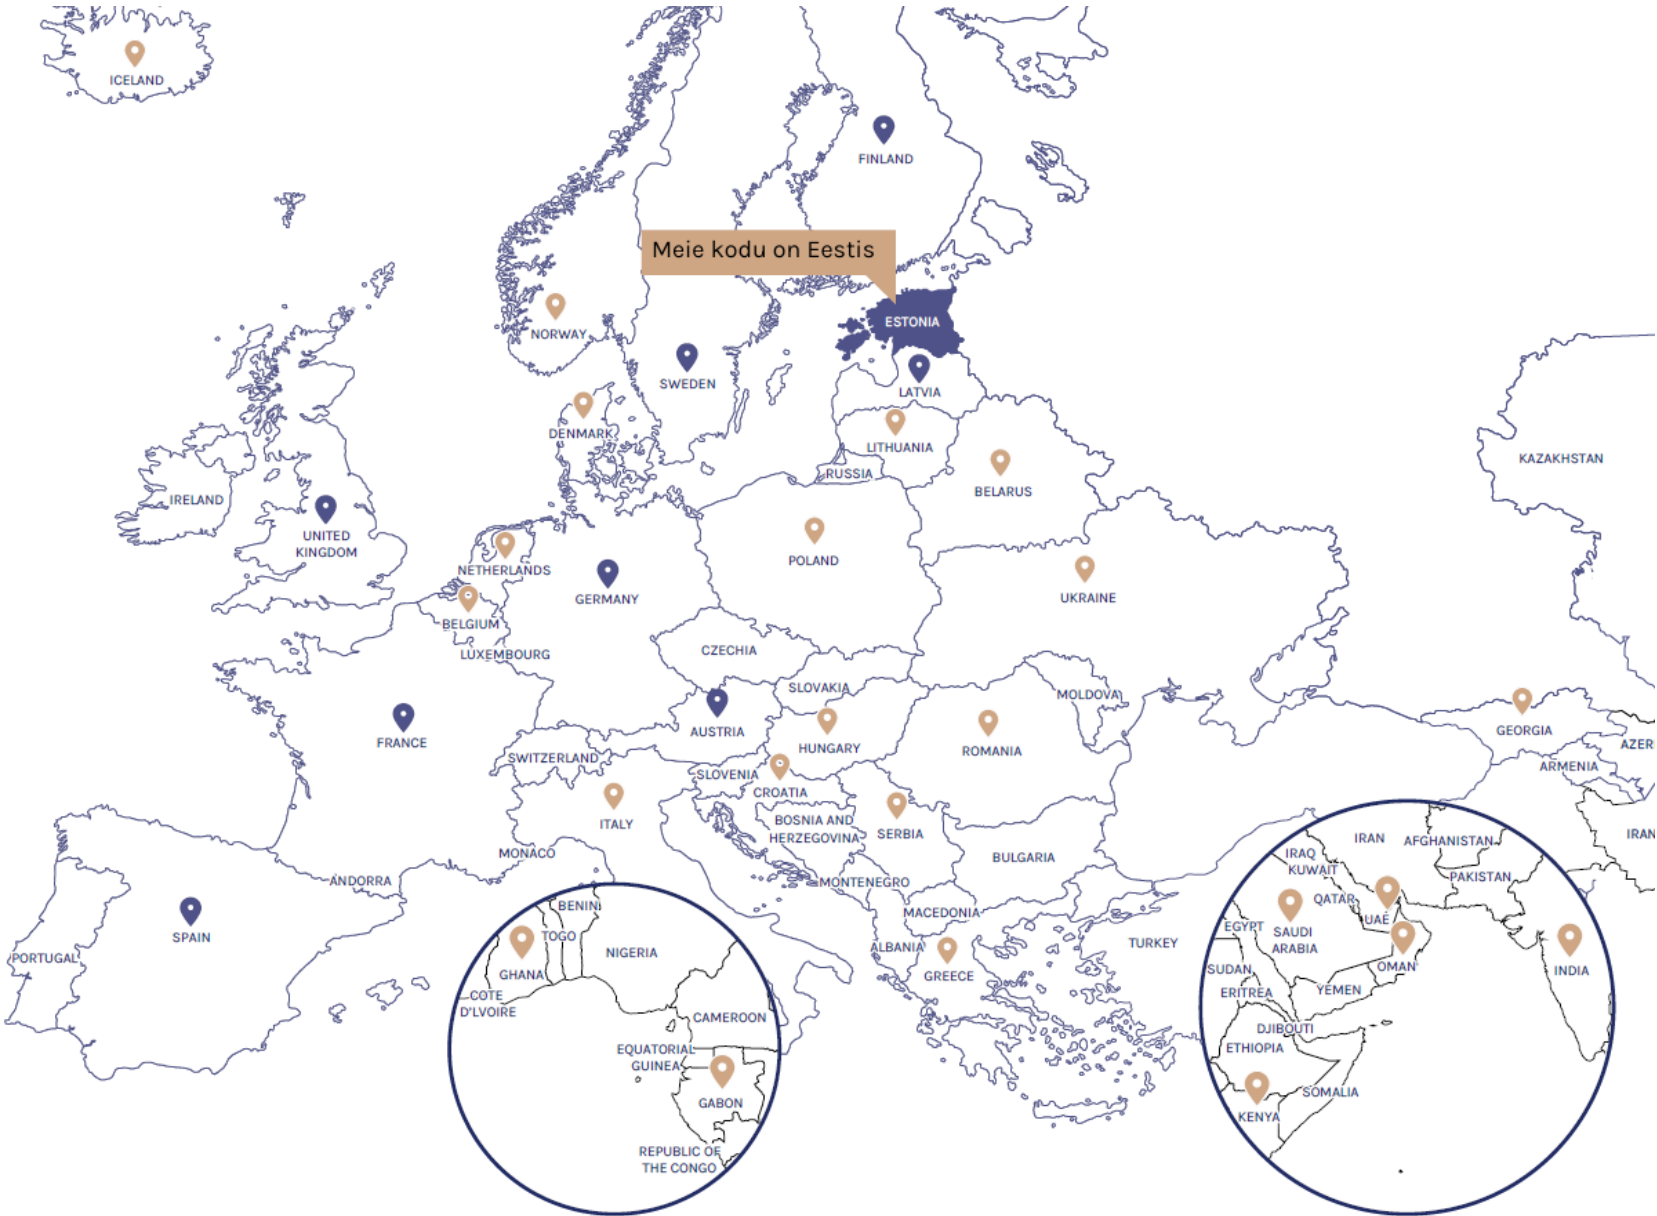 ICELAND
FINLAND
Meie kodu on Eestis
ESTONIA
NORWAY
SWEDEN
LATVIA
DENMARK
LITHUANIA
RUSSIA
BELARUS
KAZAKHSTAN
IRELAND
UNITED
KINGDOM
NETHERLANDS
POLAND
GERMANY
UKRAINE
BELGIUM
LUXEMBOURG
CZECHIA
SLOVAKIA
MOLDOVA
FRANCE
AUSTRIA
HUNGARY
ROMANIA
GEORGIA
AZER
SWITZERLAND
SLOVENIA
CROATIA
ARMENIA
ITALY
BOSNIA AND
HERZEGOVINA
SERBIA
IRAN
MONACO
BULGARIA
ANDORRA
MONTENEGRO
MACEDONIA
SPAIN
PORTUGAL
ALBANIA
GREECE
TURKEY
BENIN
TOGO
NIGERIA
GHANA
COTE
D'LVOIRE
CAMEROON
EQUATORIAL
GUINEA
GABON
REPUBLIC OF
THE CONGO
IRAN
AFGHANISTAN
IRAQ
KUWAIT
PAKISTAN
QATAR
UAE
EGYPT
SAUDI
ARABIA
OMAN
INDIA
SUDAN
ERITREA
YEMEN
DJIBOUTI
ETHIOPIA
SOMALIA
KENYA